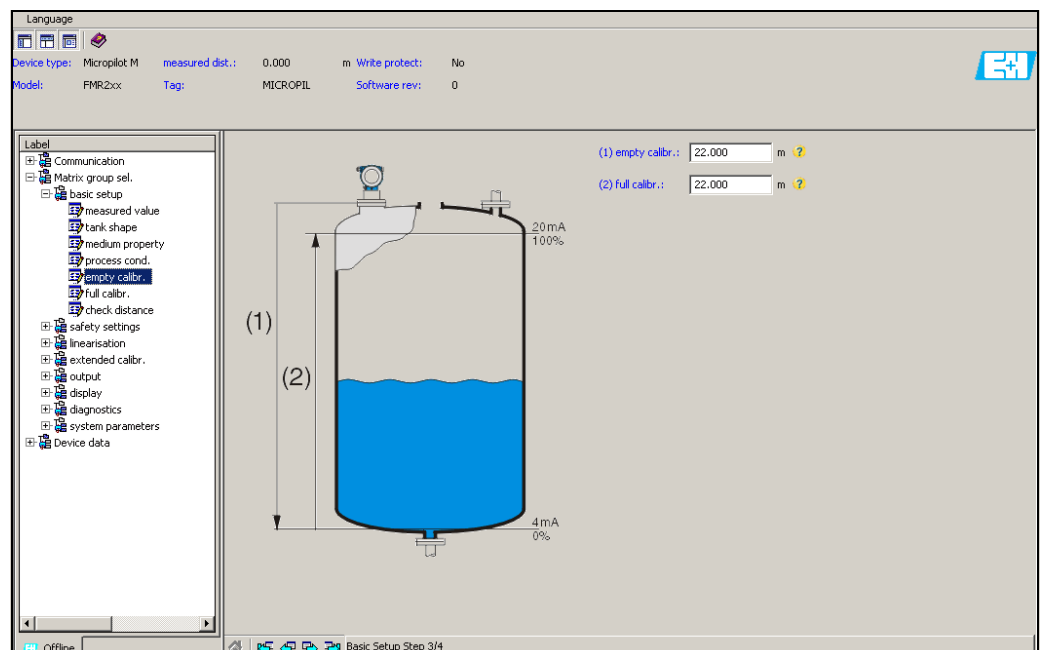 Language
Device type: Micropilot M measured dist.: 0.000 m Write protect: No
E+H
Model: FMR2xx Tag: MICROPIL Software rev: 0
Label
Communication
Matrix group sel.
basic setup
measured value
tank shape
medium property
process cond.
empty calibr.
full calibr.
check distance
safety settings
linearisation
extended calibr.
output
display
diagnostics
system parameters
Device data
(1) empty calibr.: 22.000 m ?
(2) full calibr.: 22.000 m ?
20mA
100%
(1)
(2)
4mA
0%
Offline
Basic Setup Step 3/4